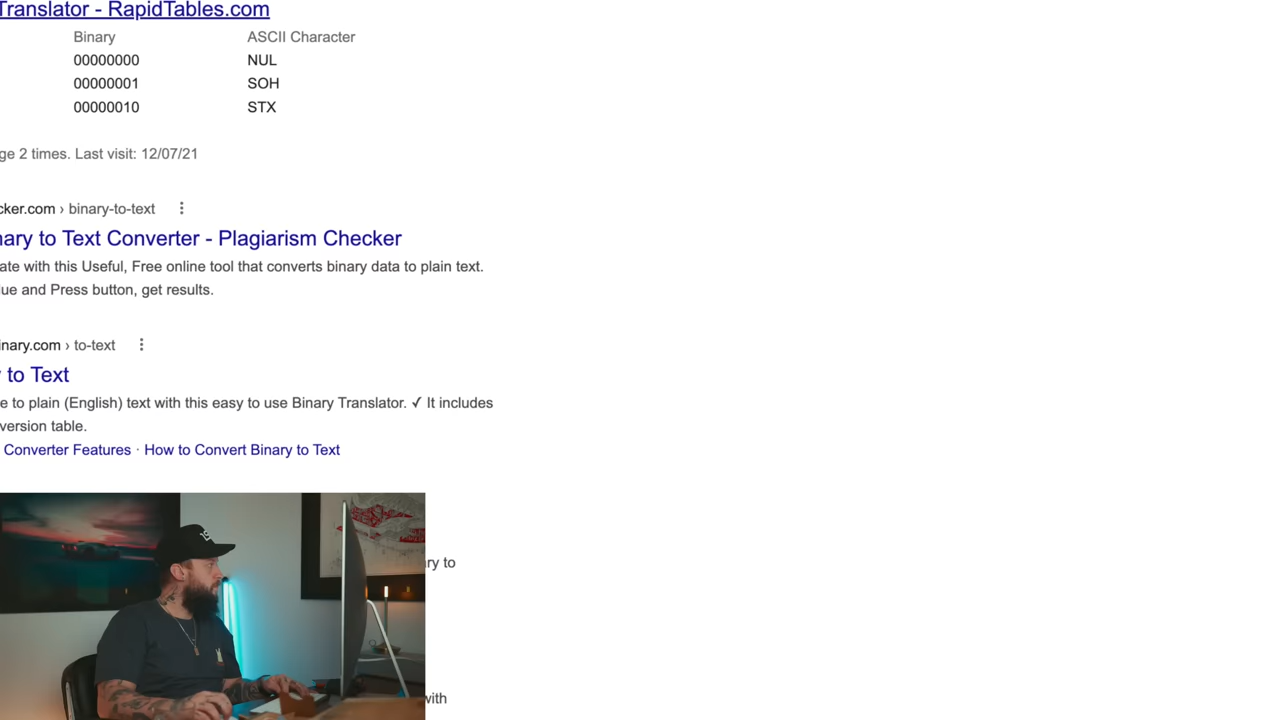 Translator - RapidTables.com
Binary ASCII Character
00000000 NUL
00000001 SOH
00000010 STX
ge 2 times. Last visit: 12/07/21
cker.com › binary-to-text
nary to Text Converter - Plagiarism Checker
ate with this Useful, Free online tool that converts binary data to plain text.
lue and Press button, get results.
inary.com › to-text
to Text
e to plain (English) text with this easy to use Binary Translator. ✓ It includes
version table.
Converter Features · How to Convert Binary to Text
ry to
with